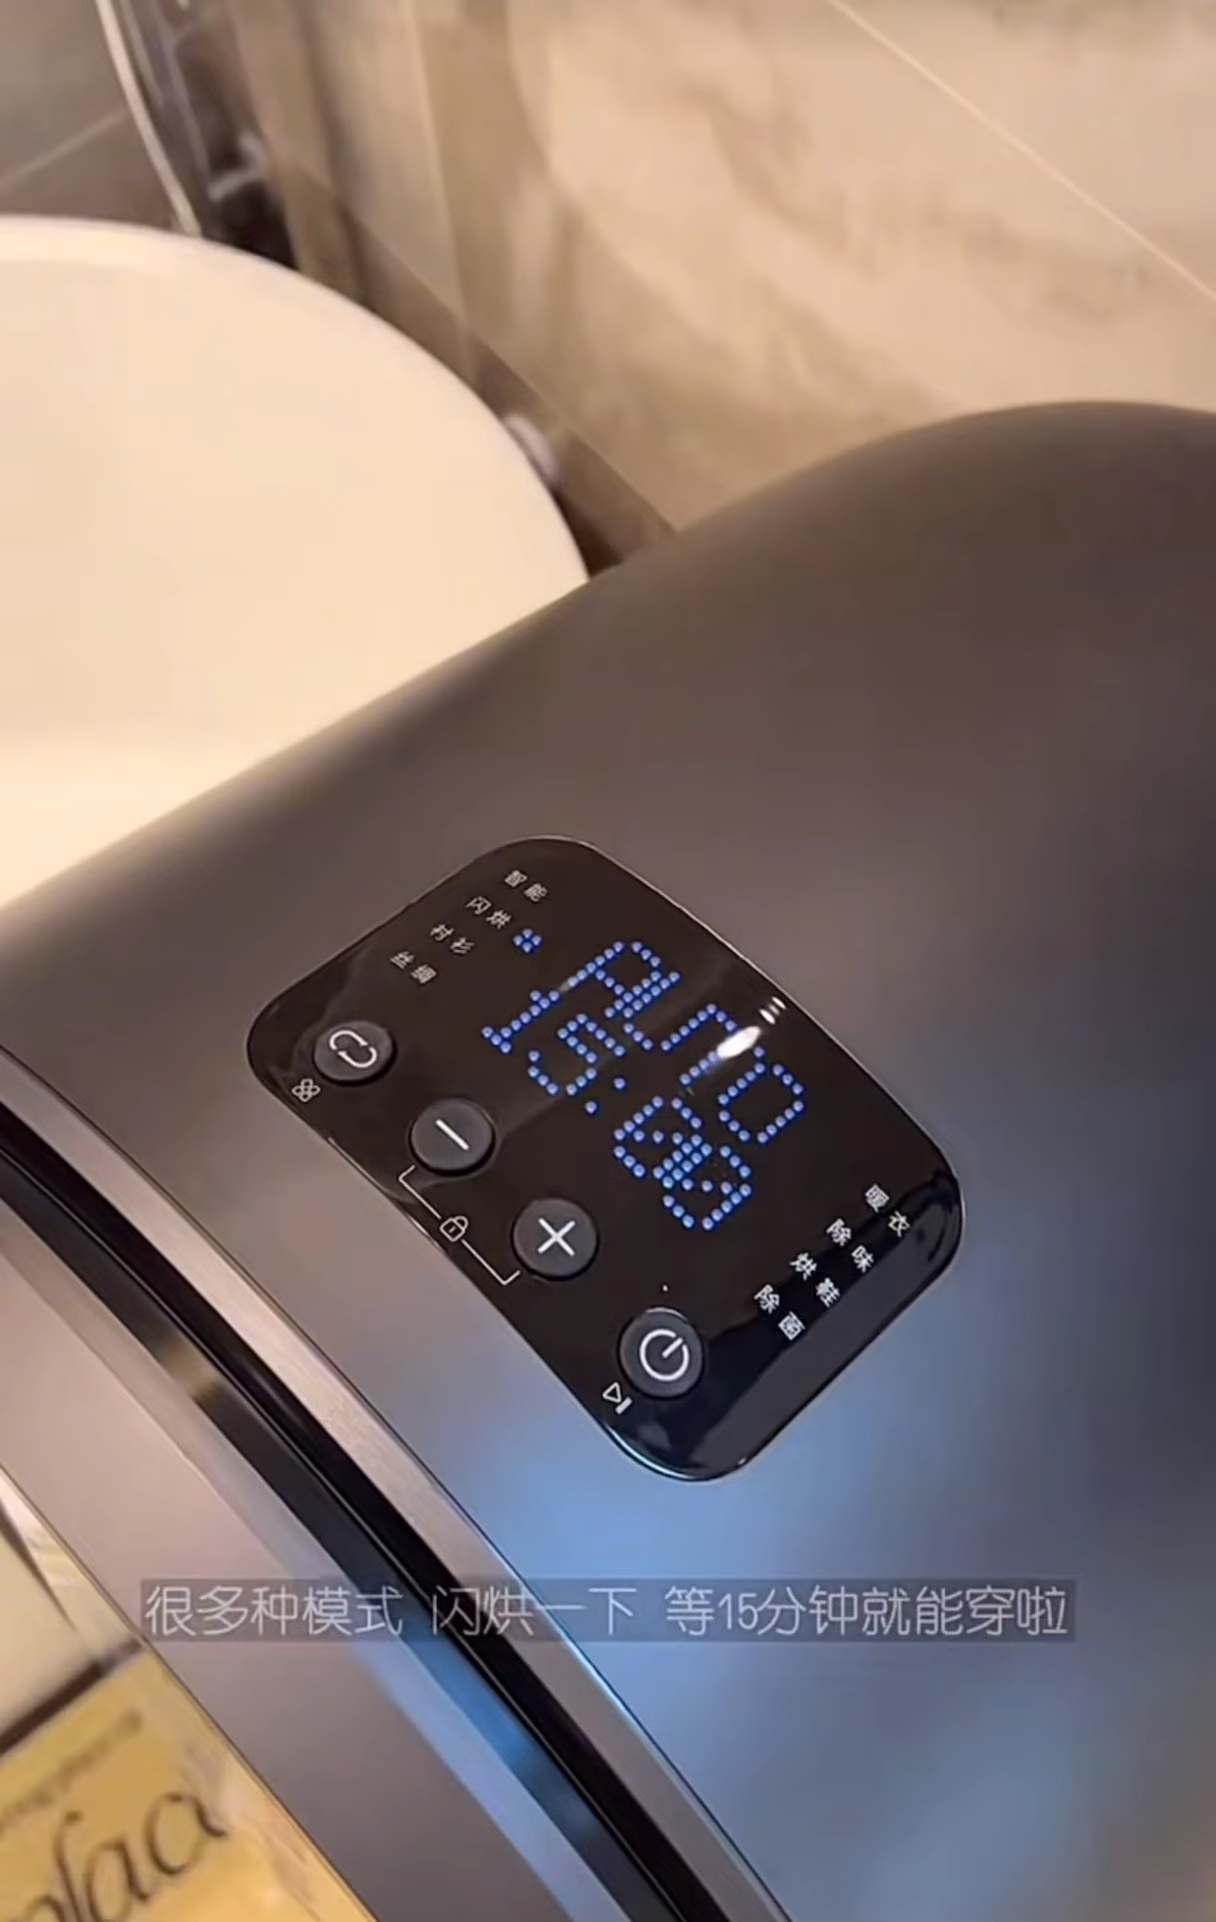 智能
闪烘
衬衫
丝绸
AUTO
15:00
暖衣
除味
烘鞋
除菌
很多种模式 闪烘一下 等15分钟就能穿啦